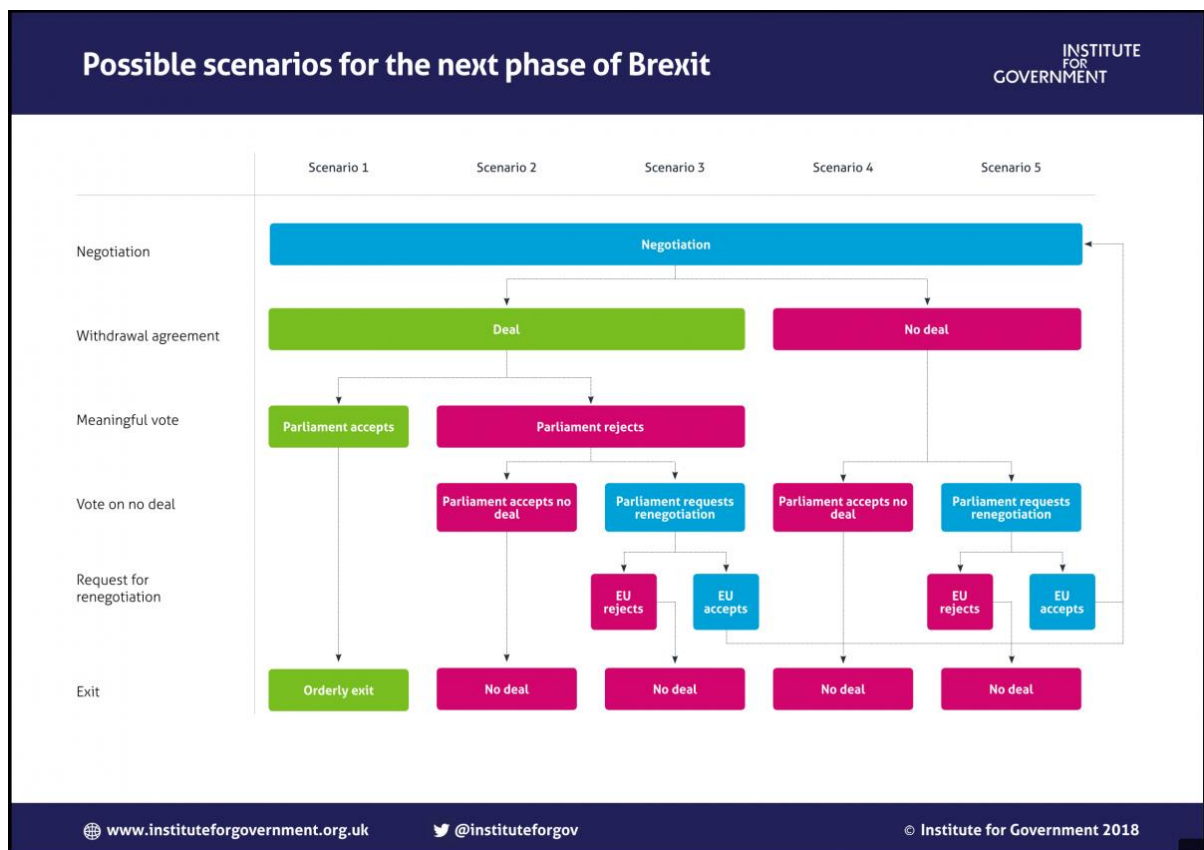 Possible scenarios for the next phase of Brexit
INSTITUTE
FOR
GOVERNMENT
Scenario 1
Scenario 2
Scenario 3
Scenario 4
Scenario 5
Negotiation
Negotiation
Withdrawal agreement
Deal
No deal
Meaningful vote
Parliament accepts
Parliament rejects
Vote on no deal
Parliament accepts no
deal
Parliament requests
renegotiation
Parliament accepts no
deal
Parliament requests
renegotiation
Request for
renegotiation
EU
rejects
EU
accepts
EU
rejects
EU
accepts
Exit
Orderly exit
No deal
No deal
No deal
No deal
www.instituteforgovernment.org.uk
@instituteforgov
© Institute for Government 2018